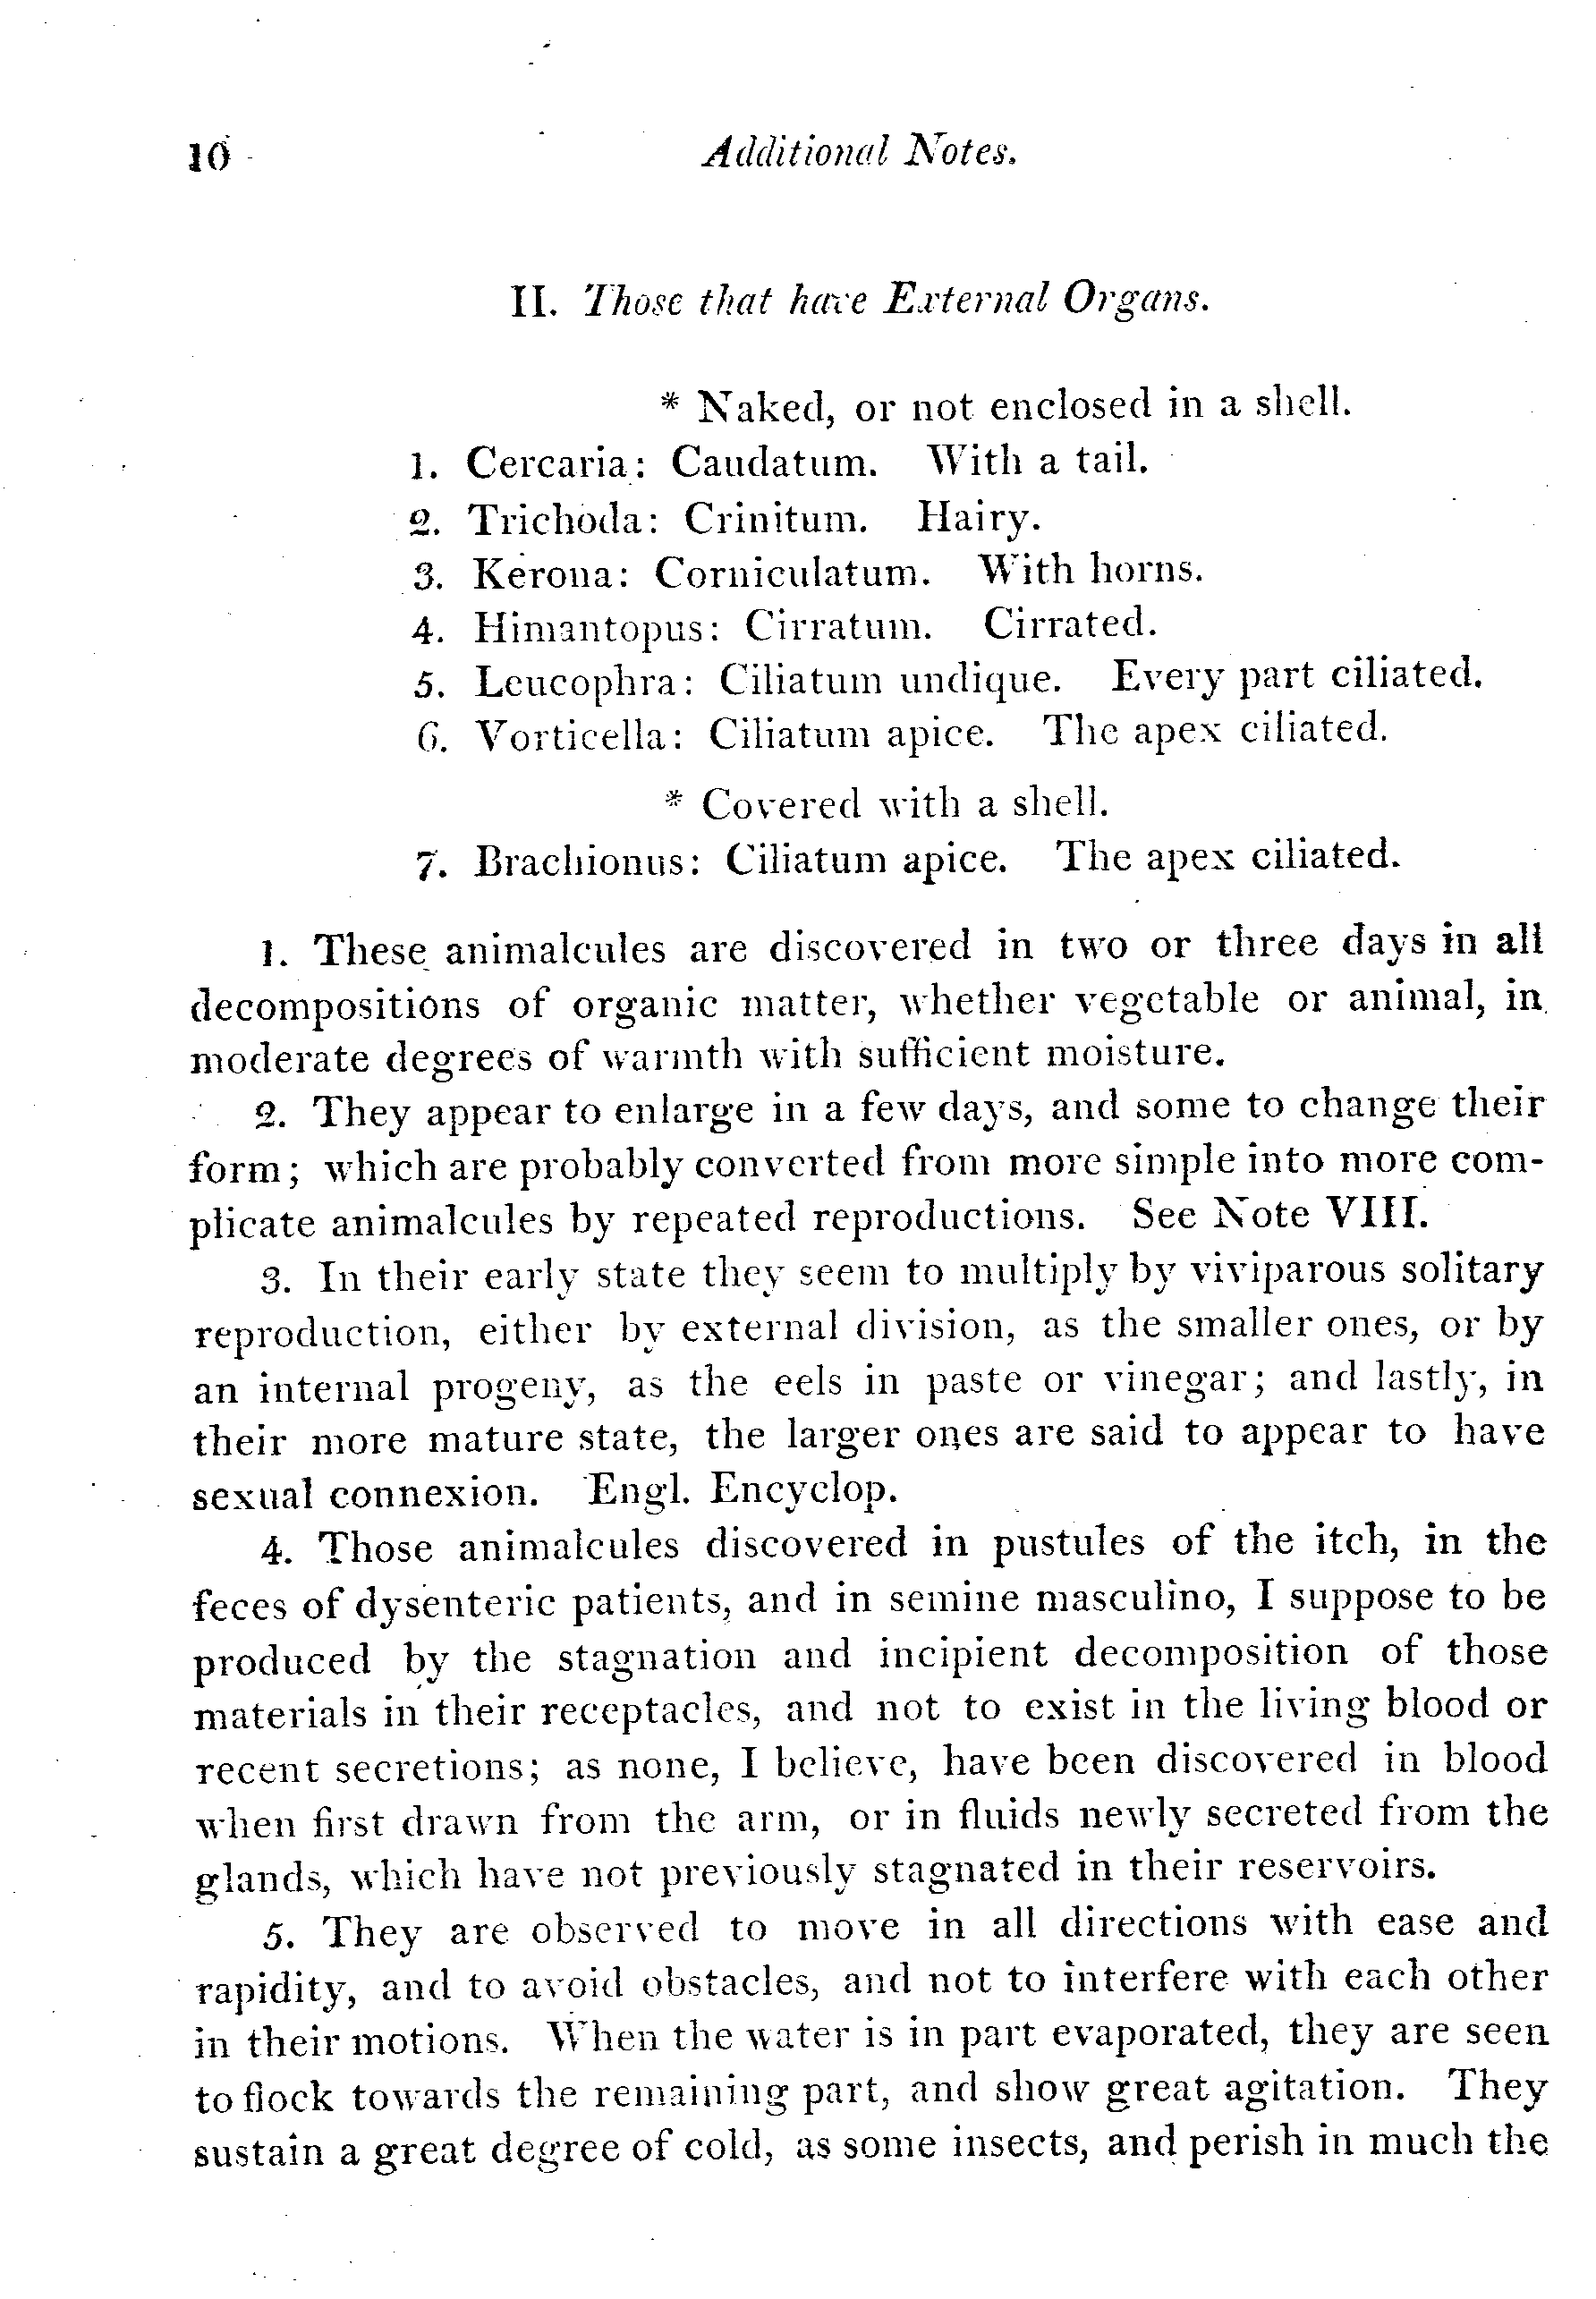 10 Additional Notes.
II. Those that have External Organs.
* Naked, or not enclosed in a shell.
1. Cercaria: Caudatum. With a tail.
2. Trichoda: Crinitum. Hairy.
3. Kerona: Corniculatum. With horns.
4. Himantopus: Cirratum. Cirrated.
5. Leucophra: Ciliatum undique. Every part ciliated.
6. Vorticella: Ciliatum apice. The apex ciliated.
* Covered with a shell.
7. Brachionus: Ciliatum apice. The apex ciliated.
1. These animalcules are discovered in two or three days in all
decompositions of organic matter, whether vegetable or animal, in
moderate degrees of warmth with sufficient moisture.
2. They appear to enlarge in a few days, and some to change their
form; which are probably converted from more simple into more com-
plicate animalcules by repeated reproductions. See Note VIII.
3. In their early state they seem to multiply by viviparous solitary
reproduction, either by external division, as the smaller ones, or by
an internal progeny, as the eels in paste or vinegar; and lastly, in
their more mature state, the larger ones are said to appear to have
sexual connexion. Engl. Encyclop.
4. Those animalcules discovered in pustules of the itch, in the
feces of dysenteric patients, and in semine masculino, I suppose to be
produced by the stagnation and incipient decomposition of those
materials in their receptacles, and not to exist in the living blood or
recent secretions; as none, I believe, have been discovered in blood
when first drawn from the arm, or in fluids newly secreted from the
glands, which have not previously stagnated in their reservoirs.
5. They are observed to move in all directions with ease and
rapidity, and to avoid obstacles, and not to interfere with each other
in their motions. When the water is in part evaporated, they are seen
to flock towards the remaining part, and show great agitation. They
sustain a great degree of cold, as some insects, and perish in much the